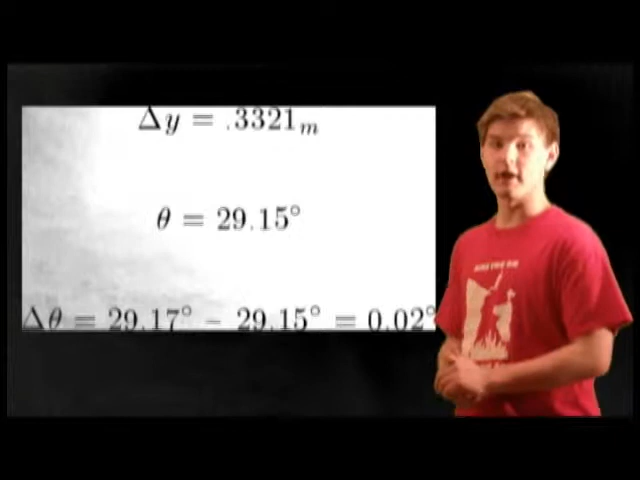 Δy = .3321ₘ
θ = 29.15°
Δθ = 29.17° − 29.15° = 0.02°